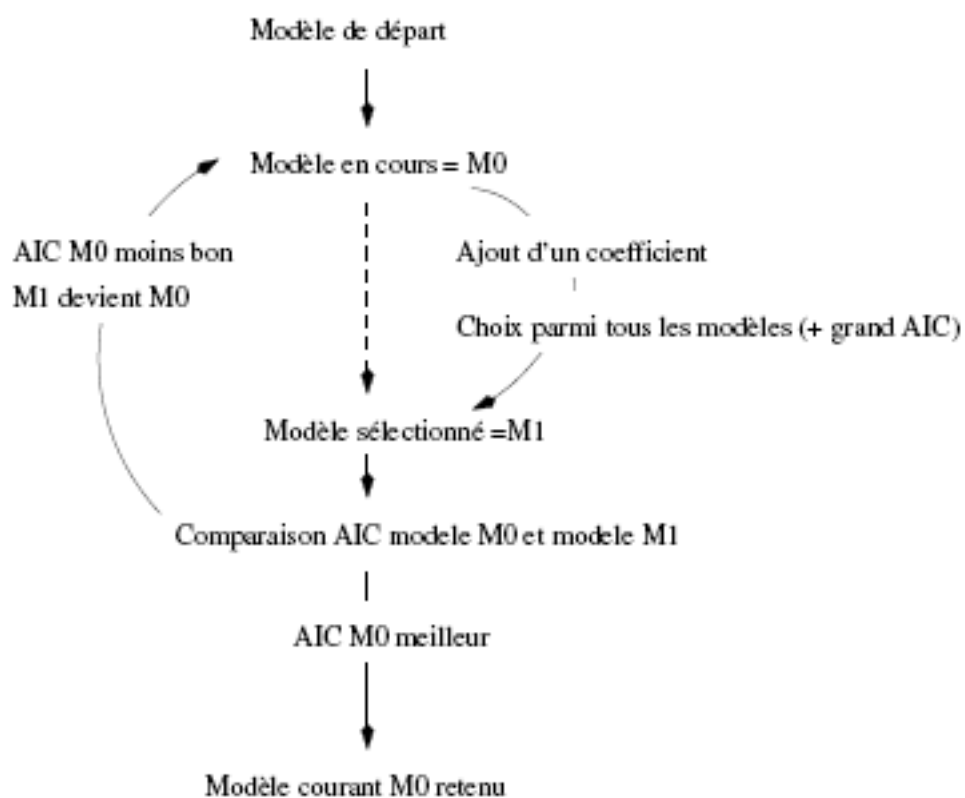 Modèle de départ
Modèle en cours = M0
AIC M0 moins bon
M1 devient M0
Ajout d'un coefficient
Choix parmi tous les modèles (+ grand AIC)
Modèle sélectionné =M1
Comparaison AIC modele M0 et modele M1
AIC M0 meilleur
Modèle courant M0 retenu